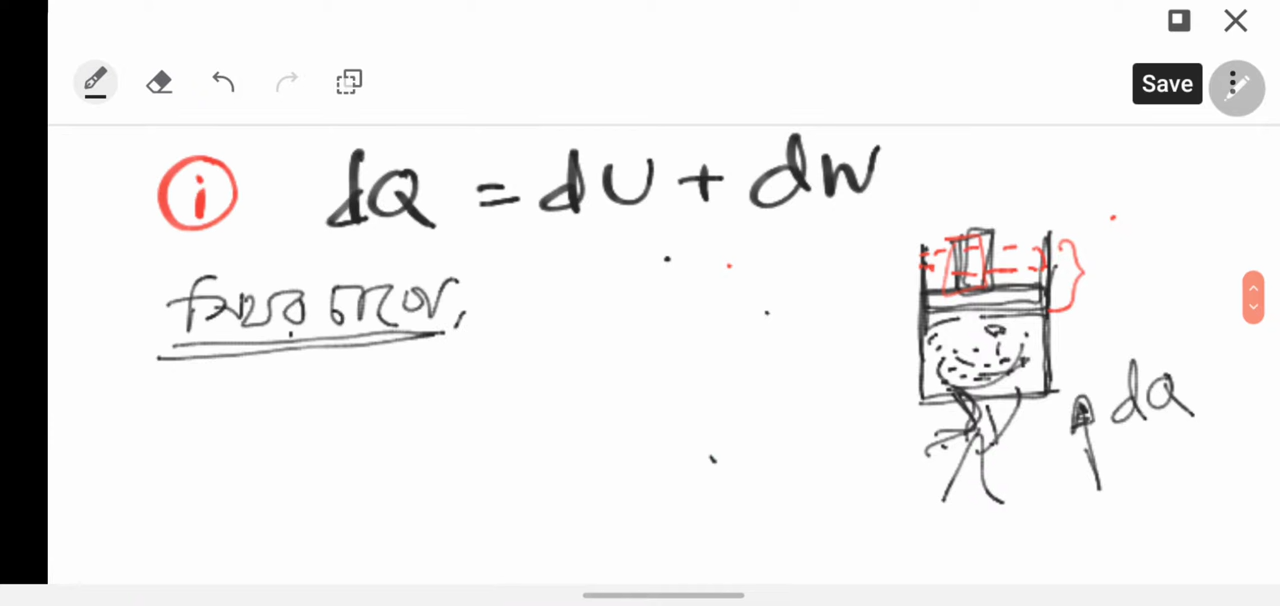 Save
i dQ = dU + dW
dQ